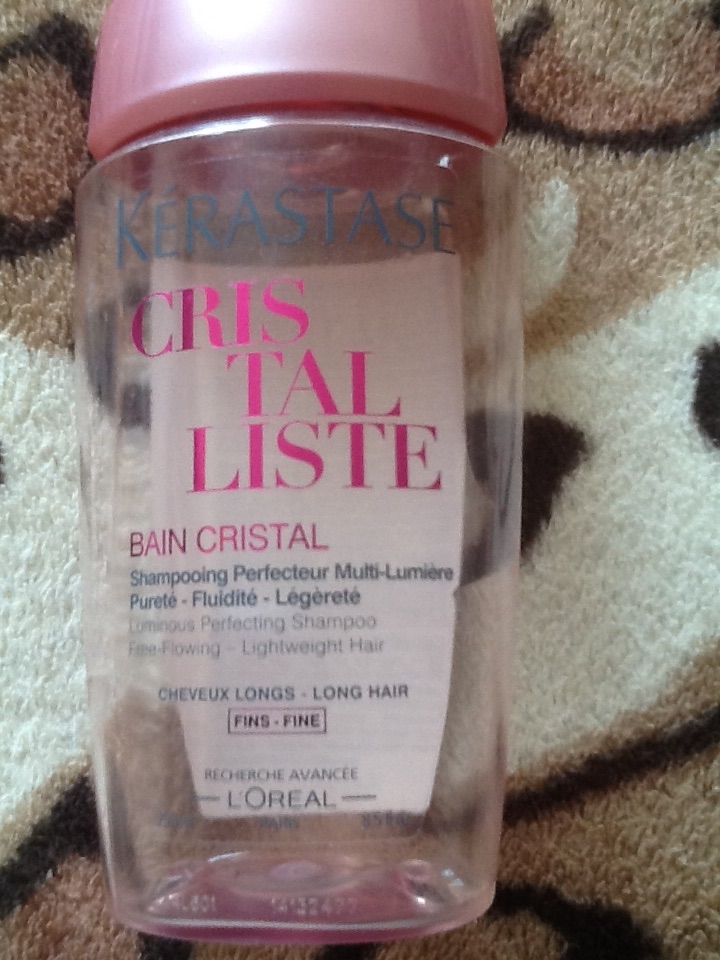 KÉRASTASE
CRIS
TAL
LISTE
BAIN CRISTAL
Shampooing Perfecteur Multi-Lumière
Pureté - Fluidité - Légèreté
Luminous Perfecting Shampoo
Free-Flowing - Lightweight Hair
CHEVEUX LONGS - LONG HAIR
FINS - FINE
RECHERCHE AVANCÉE
L'ORÉAL